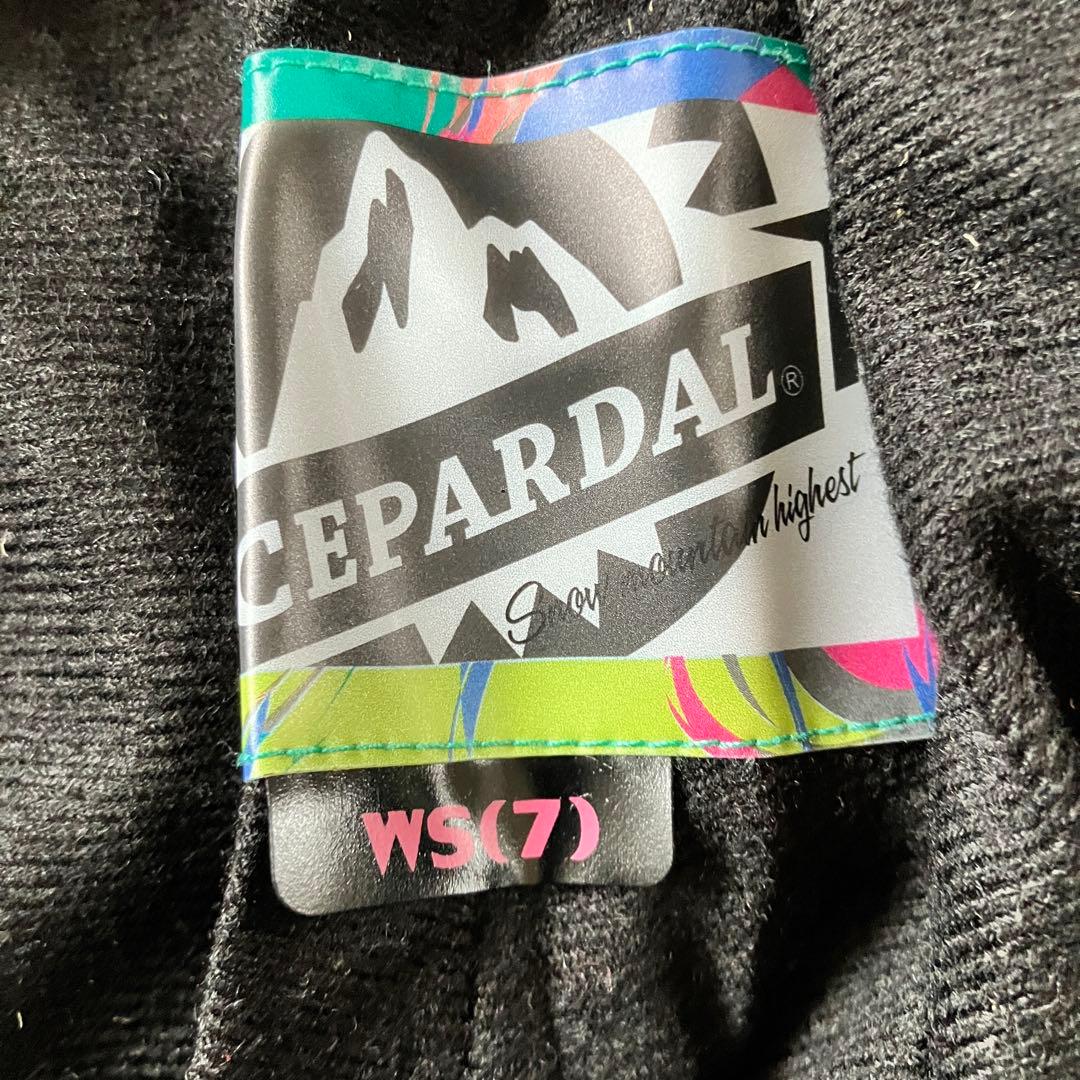 CEPARDAL®
Snow mountain highest
WS(7)